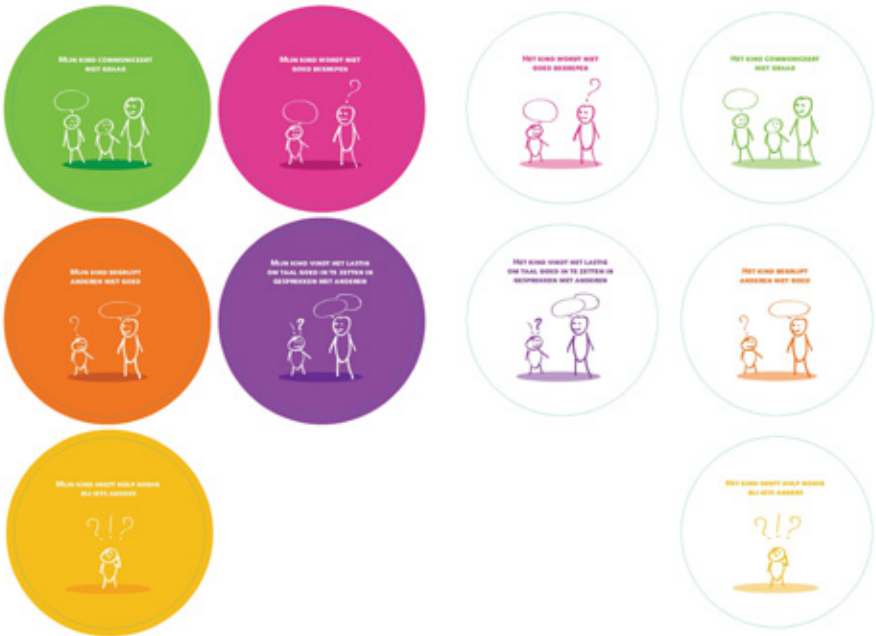 MIJN KIND COMMUNICEERT
NIET GRAAG
MIJN KIND WORDT NIET
GOED BEGREPEN
HET KIND WORDT NIET
GOED BEGREPEN
HET KIND COMMUNICEERT
NIET GRAAG
MIJN KIND BEGRIJPT
ANDEREN NIET GOED
MIJN KIND VINDT HET LASTIG
OM TAAL GOED IN TE ZETTEN IN
GESPREKKEN MET ANDEREN
HET KIND VINDT HET LASTIG
OM TAAL GOED IN TE ZETTEN IN
GESPREKKEN MET ANDEREN
HET KIND BEGRIJPT
ANDEREN NIET GOED
MIJN KIND HEEFT HULP NODIG
BIJ IETS ANDERS
HET KIND HEEFT HULP NODIG
BIJ IETS ANDERS